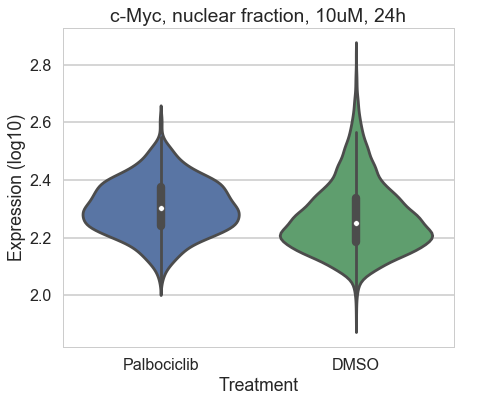 c-Myc, nuclear fraction, 10uM, 24h
Expression (log10)
2.8
2.6
2.4
2.2
2.0
Palbociclib
DMSO
Treatment